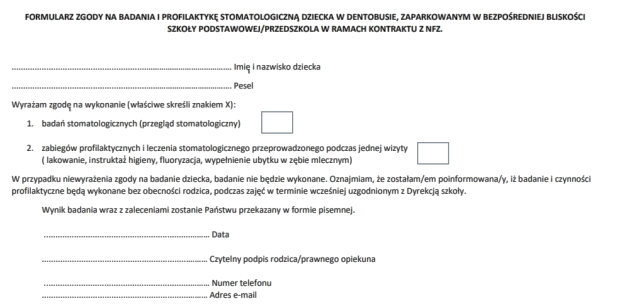 FORMULARZ ZGODY NA BADANIA I PROFILAKTYKĘ STOMATOLOGICZNĄ DZIECKA W DENTOBUSIE, ZAPARKOWANYM W BEZPOŚREDNIEJ BLISKOŚCI
SZKOŁY PODSTAWOWEJ/PRZEDSZKOLA W RAMACH KONTRAKTU Z NFZ.
........................................................................................ Imię i nazwisko dziecka
........................................................................................ Pesel
Wyrażam zgodę na wykonanie (właściwe skreśli znakiem X):
1. badań stomatologicznych (przegląd stomatologiczny)
2. zabiegów profilaktycznych i leczenia stomatologicznego przeprowadzonego podczas jednej wizyty
( lakowanie, instruktaż higieny, fluoryzacja, wypełnienie ubytku w zębie mlecznym)
W przypadku niewyrażenia zgody na badanie dziecka, badanie nie będzie wykonane. Oznajmiam, że zostałam/em poinformowana/y, iż badanie i czynności
profilaktyczne będą wykonane bez obecności rodzica, podczas zajęć w terminie wcześniej uzgodnionym z Dyrekcją szkoły.
Wynik badania wraz z zaleceniami zostanie Państwu przekazany w formie pisemnej.
.................................................................. Data
.................................................................. Czytelny podpis rodzica/prawnego opiekuna
.................................................................. Numer telefonu
.................................................................. Adres e-mail